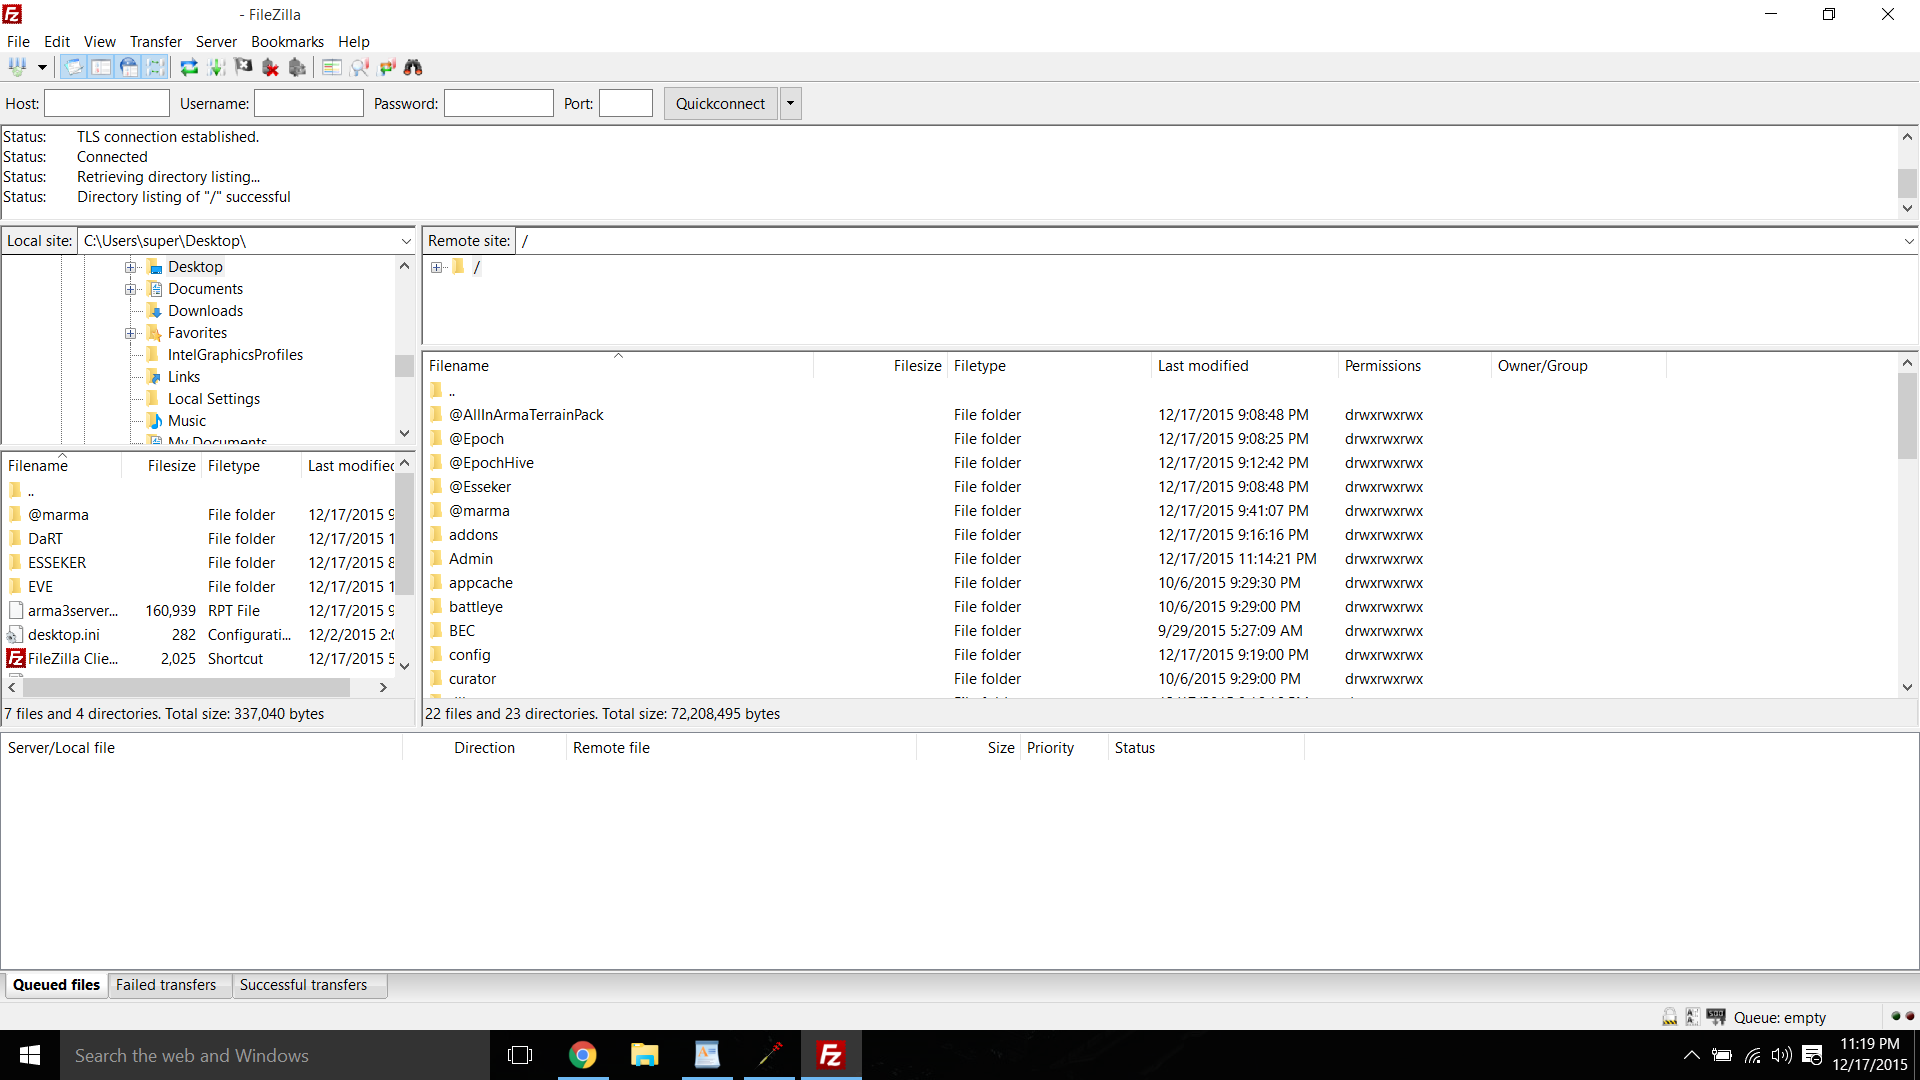 - FileZilla
File Edit View Transfer Server Bookmarks Help
Host: Username: Password: Port: Quickconnect
Status: TLS connection established.
Status: Connected
Status: Retrieving directory listing...
Status: Directory listing of "/" successful
Local site: C:\Users\super\Desktop\
Desktop
Documents
Downloads
Favorites
IntelGraphicsProfiles
Links
Local Settings
Music
My Documents
Filename Filesize Filetype Last modified
..
@marma File folder 12/17/2015 9
DaRT File folder 12/17/2015 1
ESSEKER File folder 12/17/2015 8
EVE File folder 12/17/2015 1
arma3server... 160,939 RPT File 12/17/2015 9
desktop.ini 282 Configurati... 12/2/2015 2:0
FileZilla Clie... 2,025 Shortcut 12/17/2015 5
7 files and 4 directories. Total size: 337,040 bytes
Remote site: /
/
Filename Filesize Filetype Last modified Permissions Owner/Group
..
@AllInArmaTerrainPack File folder 12/17/2015 9:08:48 PM drwxrwxrwx
@Epoch File folder 12/17/2015 9:08:25 PM drwxrwxrwx
@EpochHive File folder 12/17/2015 9:12:42 PM drwxrwxrwx
@Esseker File folder 12/17/2015 9:08:48 PM drwxrwxrwx
@marma File folder 12/17/2015 9:41:07 PM drwxrwxrwx
addons File folder 12/17/2015 9:16:16 PM drwxrwxrwx
Admin File folder 12/17/2015 11:14:21 PM drwxrwxrwx
appcache File folder 10/6/2015 9:29:30 PM drwxrwxrwx
battleye File folder 10/6/2015 9:29:00 PM drwxrwxrwx
BEC File folder 9/29/2015 5:27:09 AM drwxrwxrwx
config File folder 12/17/2015 9:19:00 PM drwxrwxrwx
curator File folder 10/6/2015 9:29:00 PM drwxrwxrwx
22 files and 23 directories. Total size: 72,208,495 bytes
Server/Local file Direction Remote file Size Priority Status
Queued files Failed transfers Successful transfers
Queue: empty
Search the web and Windows
11:19 PM
12/17/2015